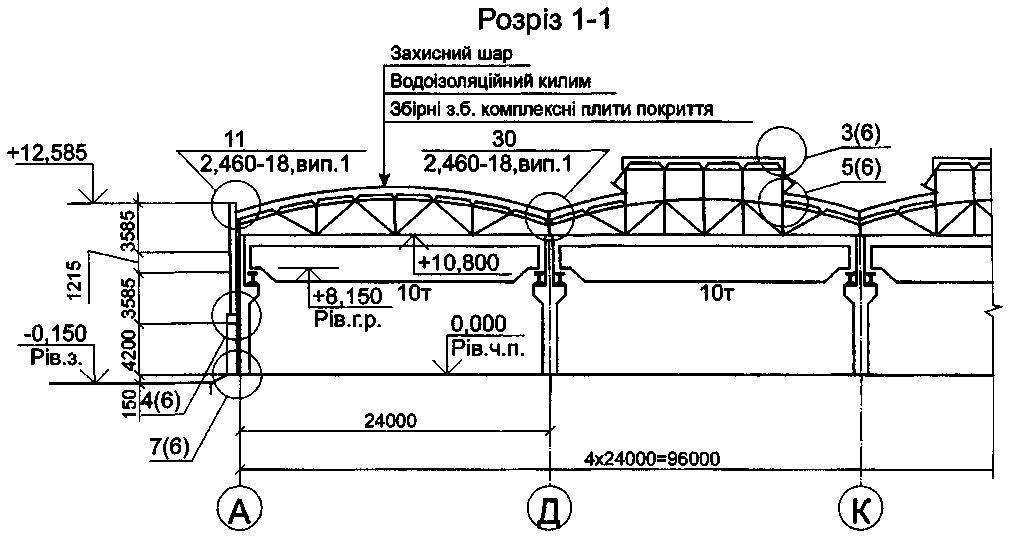 Розріз 1-1
Захисний шар
Водоізоляційний килим
Збірні з.б. комплексні плити покриття
11
2,460-18,вип.1
30
2,460-18,вип.1
3(6)
5(6)
+12,585
3585
1215
3585
4200
150
+10,800
+8,150
Рів.г.р.
10т
10т
-0,150
Рів.з.
0,000
Рів.ч.п.
4(6)
7(6)
24000
4х24000=96000
А
Д
К